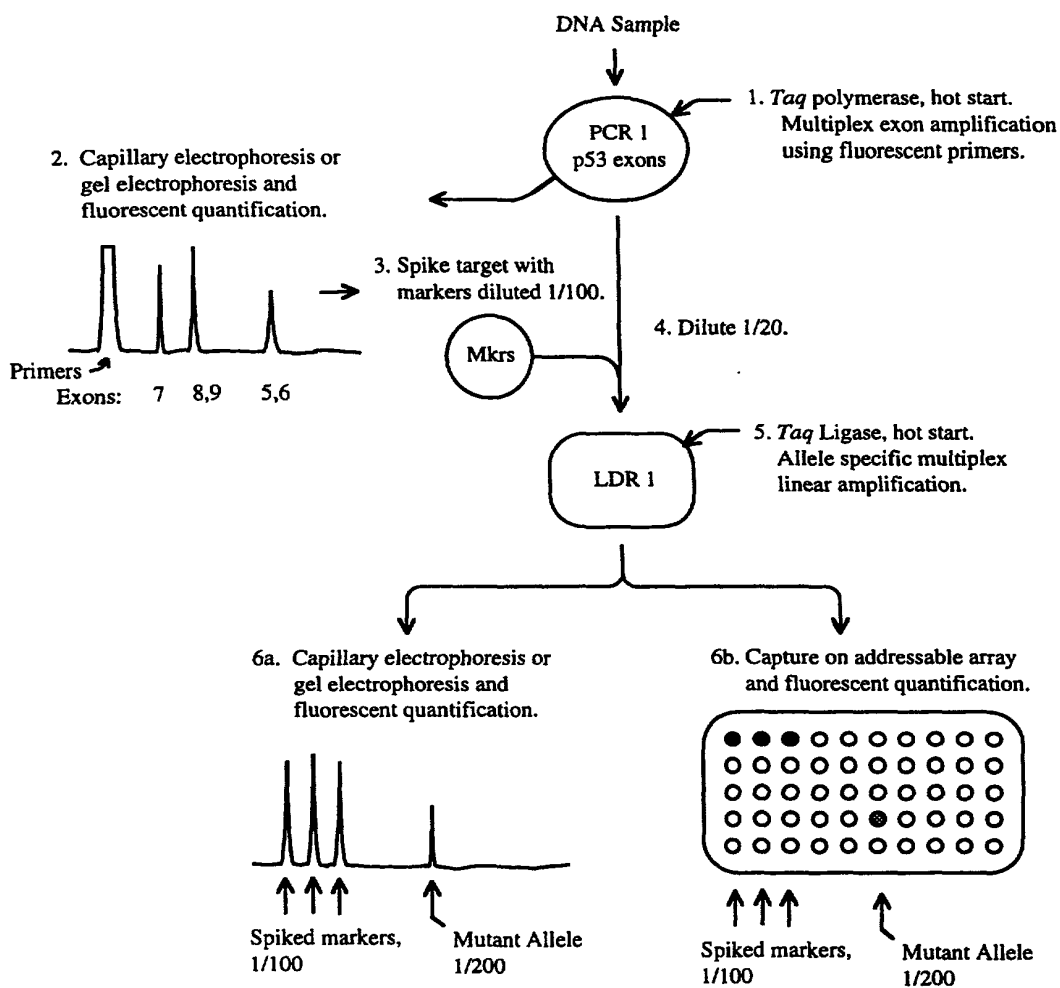 DNA Sample
1. Taq polymerase, hot start.
Multiplex exon amplification
using fluorescent primers.
PCR 1
p53 exons
2. Capillary electrophoresis or
gel electrophoresis and
fluorescent quantification.
3. Spike target with
markers diluted 1/100.
4. Dilute 1/20.
Mkrs
Primers
Exons: 7 8,9 5,6
5. Taq Ligase, hot start.
Allele specific multiplex
linear amplification.
LDR 1
6a. Capillary electrophoresis or
gel electrophoresis and
fluorescent quantification.
Spiked markers,
1/100
Mutant Allele
1/200
6b. Capture on addressable array
and fluorescent quantification.
Spiked markers,
1/100
Mutant Allele
1/200